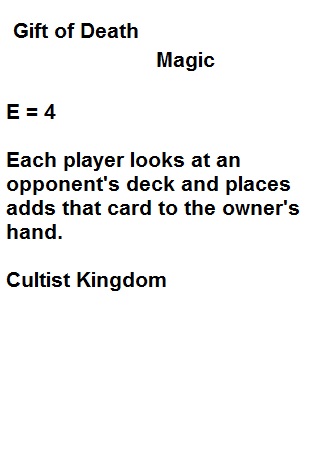 Gift of Death
Magic
E = 4
Each player looks at an
opponent's deck and places
adds that card to the owner's
hand.
Cultist Kingdom